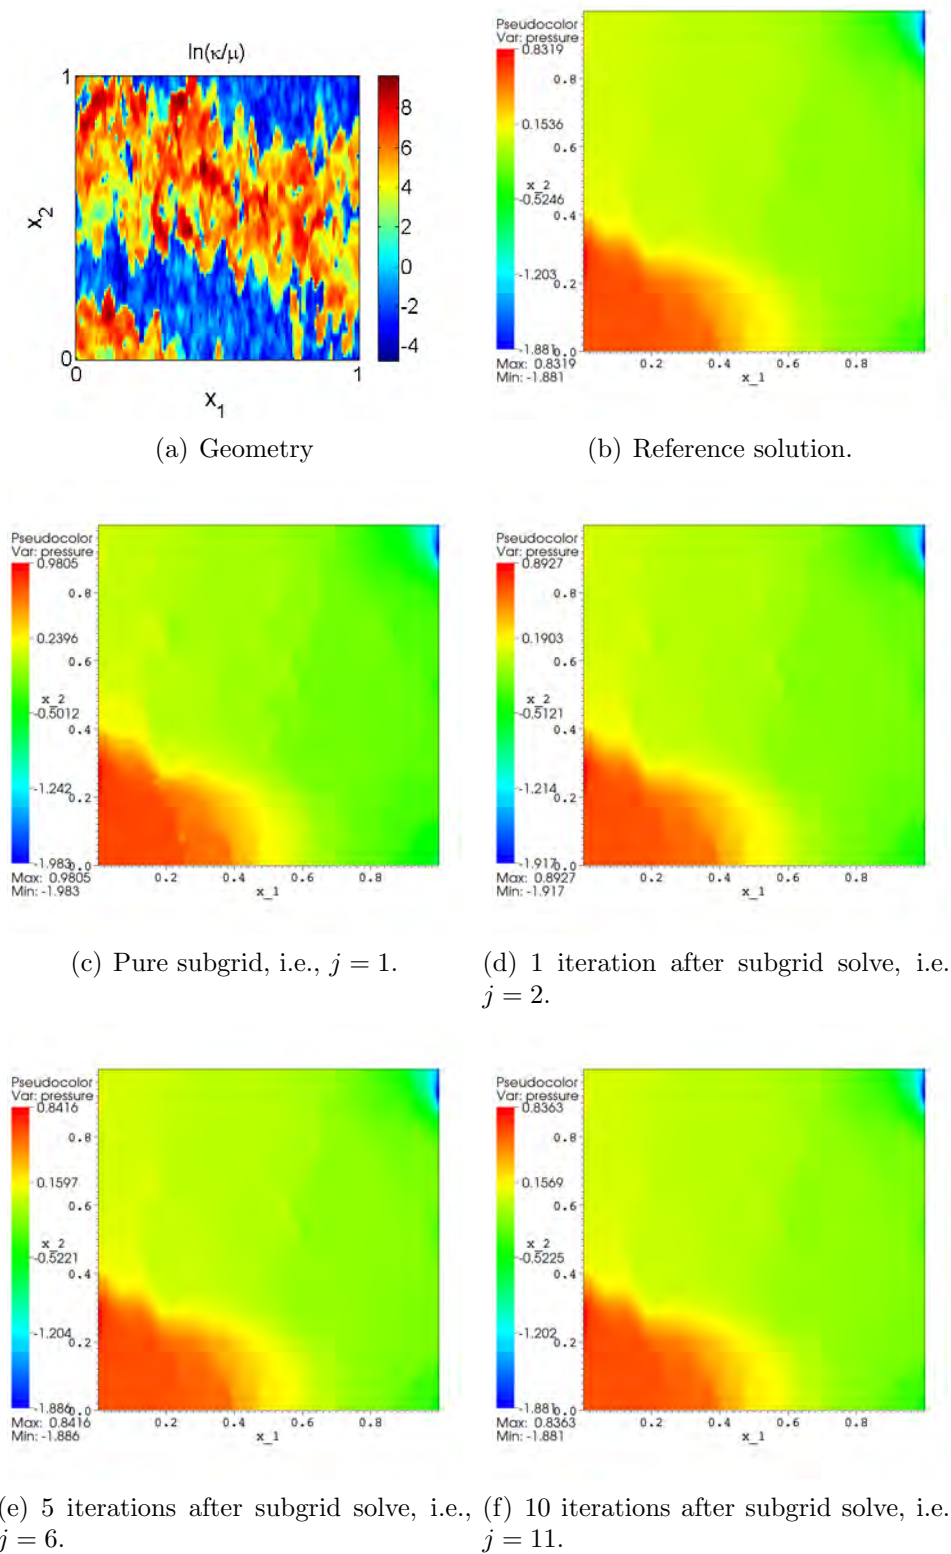 ln(κ/μ)
1
x_2
0
0
1
x_1
8
6
4
2
0
-2
-4
(a) Geometry
Pseudocolor
Var: pressure
0.8319
0.1536
-0.5246
-1.203
-1.881
Max: 0.8319
Min: -1.881
x_2
0.8
0.6
0.4
0.2
0.0
0.2 0.4 0.6 0.8
x_1
(b) Reference solution.
Pseudocolor
Var: pressure
0.9805
0.2396
-0.5012
-1.242
-1.983
Max: 0.9805
Min: -1.983
x_2
0.8
0.6
0.4
0.2
0.0
0.2 0.4 0.6 0.8
x_1
(c) Pure subgrid, i.e., j = 1.
Pseudocolor
Var: pressure
0.8927
0.1903
-0.5121
-1.214
-1.917
Max: 0.8927
Min: -1.917
x_2
0.8
0.6
0.4
0.2
0.0
0.2 0.4 0.6 0.8
x_1
(d) 1 iteration after subgrid solve, i.e.
j = 2.
Pseudocolor
Var: pressure
0.8416
0.1597
-0.5221
-1.204
-1.886
Max: 0.8416
Min: -1.886
x_2
0.8
0.6
0.4
0.2
0.0
0.2 0.4 0.6 0.8
x_1
(e) 5 iterations after subgrid solve, i.e.,
j = 6.
Pseudocolor
Var: pressure
0.8363
0.1569
-0.5225
-1.202
-1.881
Max: 0.8363
Min: -1.881
x_2
0.8
0.6
0.4
0.2
0.0
0.2 0.4 0.6 0.8
x_1
(f) 10 iterations after subgrid solve, i.e.
j = 11.